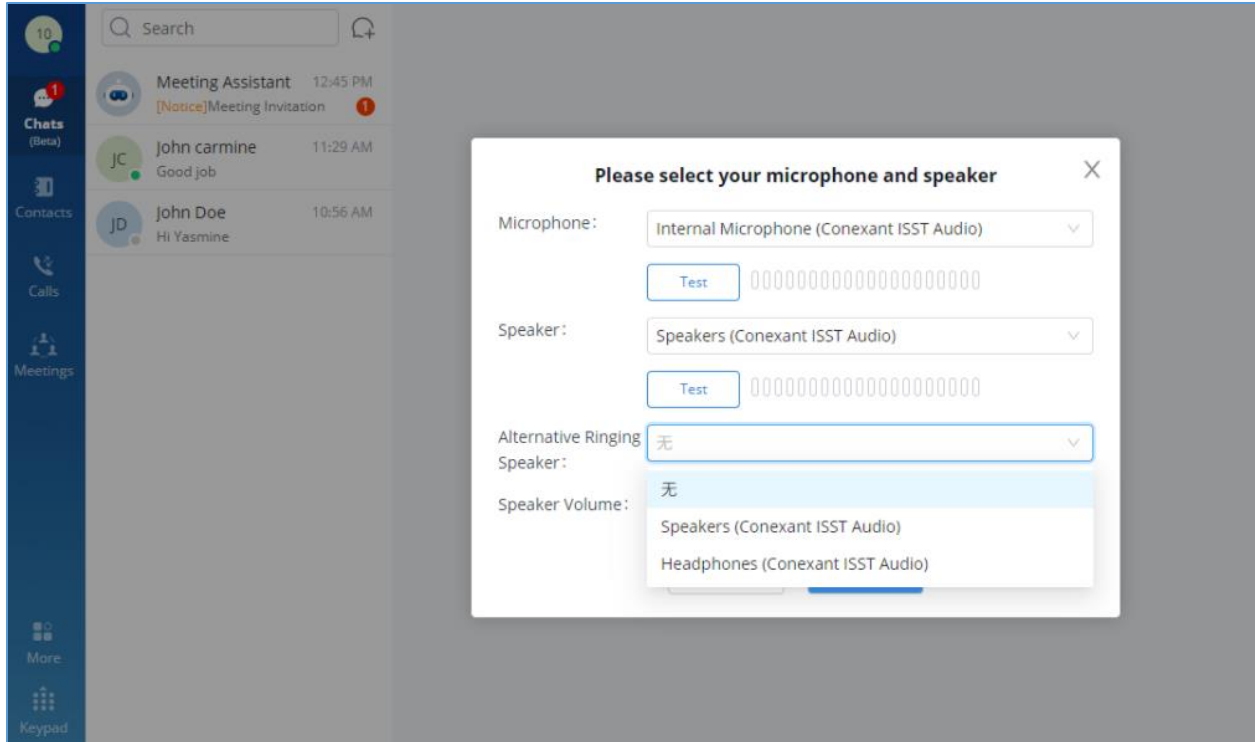 10
1
Chats
(Beta)
Contacts
Calls
Meetings
More
Keypad
Search
Meeting Assistant 12:45 PM
[Notice]Meeting Invitation 1
JC John carmine 11:29 AM
Good job
JD John Doe 10:56 AM
Hi Yasmine
Please select your microphone and speaker
Microphone: Internal Microphone (Conexant ISST Audio)
Test
Speaker: Speakers (Conexant ISST Audio)
Test
Alternative Ringing 无
Speaker:
无
Speaker Volume:
Speakers (Conexant ISST Audio)
Headphones (Conexant ISST Audio)